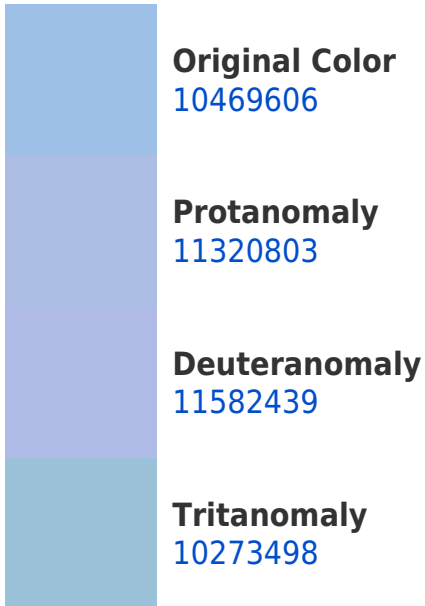 Original Color
10469606
Protanomaly
11320803
Deuteranomaly
11582439
Tritanomaly
10273498